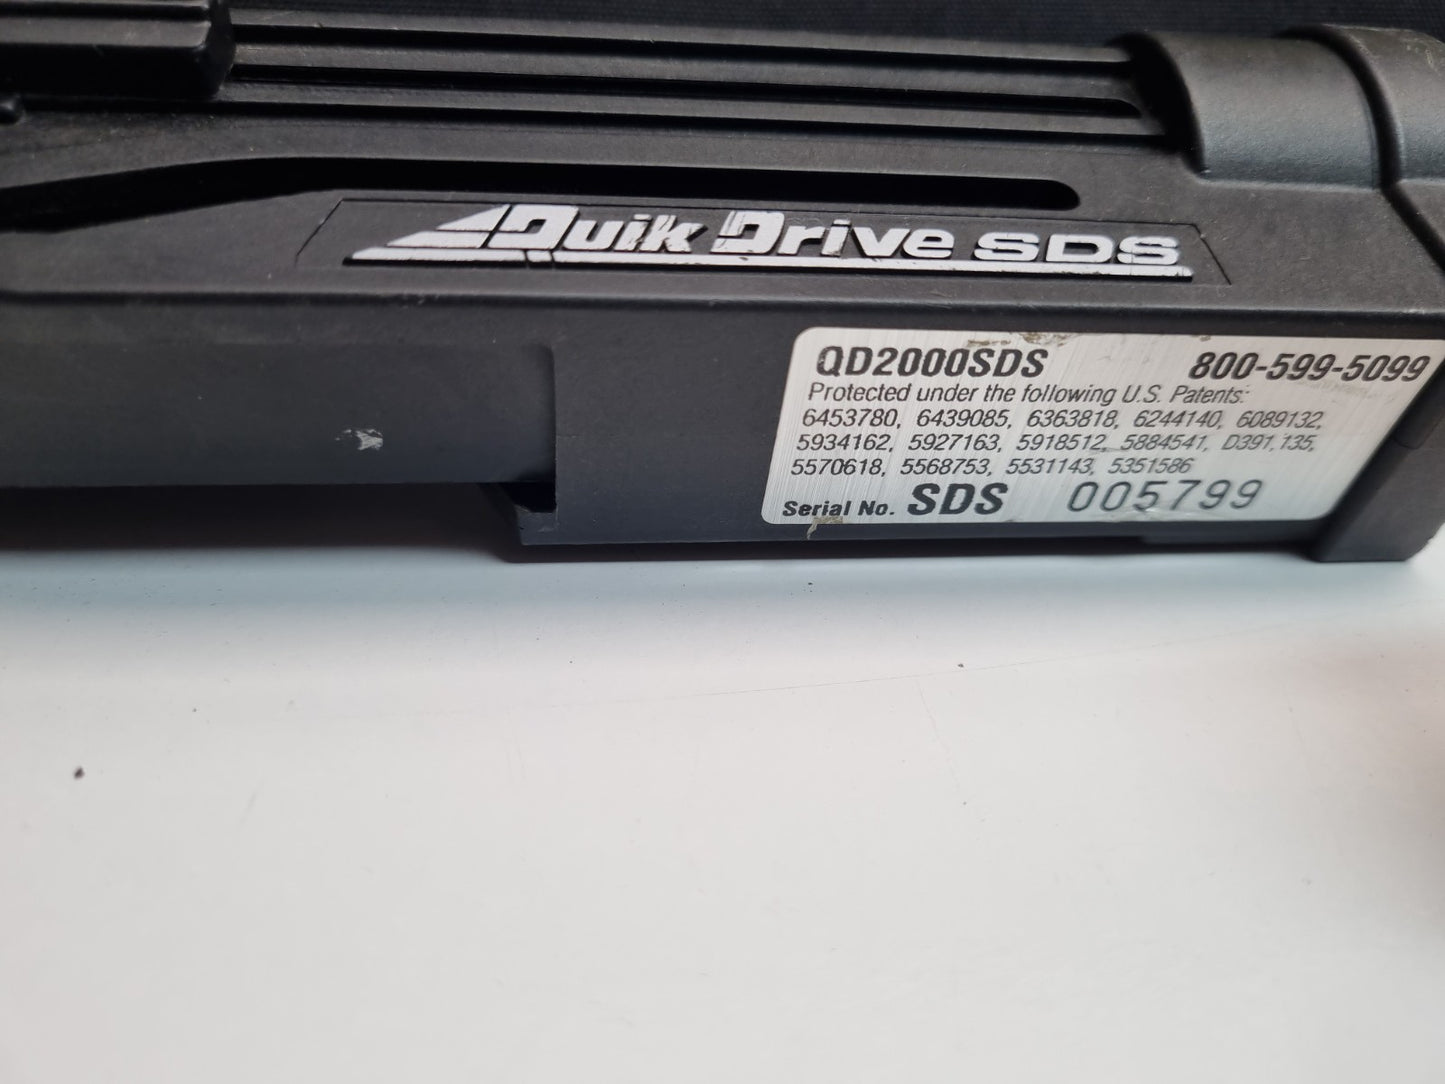 Quik Drive SDS
QD2000SDS 800-599-5099
Protected under the following U.S. Patents:
6453780, 6439085, 6363818, 6244140, 6089132,
5934162, 5927163, 5918512, 5884541, D391,135,
5570618, 5568753, 5531143, 5351586
Serial No. SDS 005799